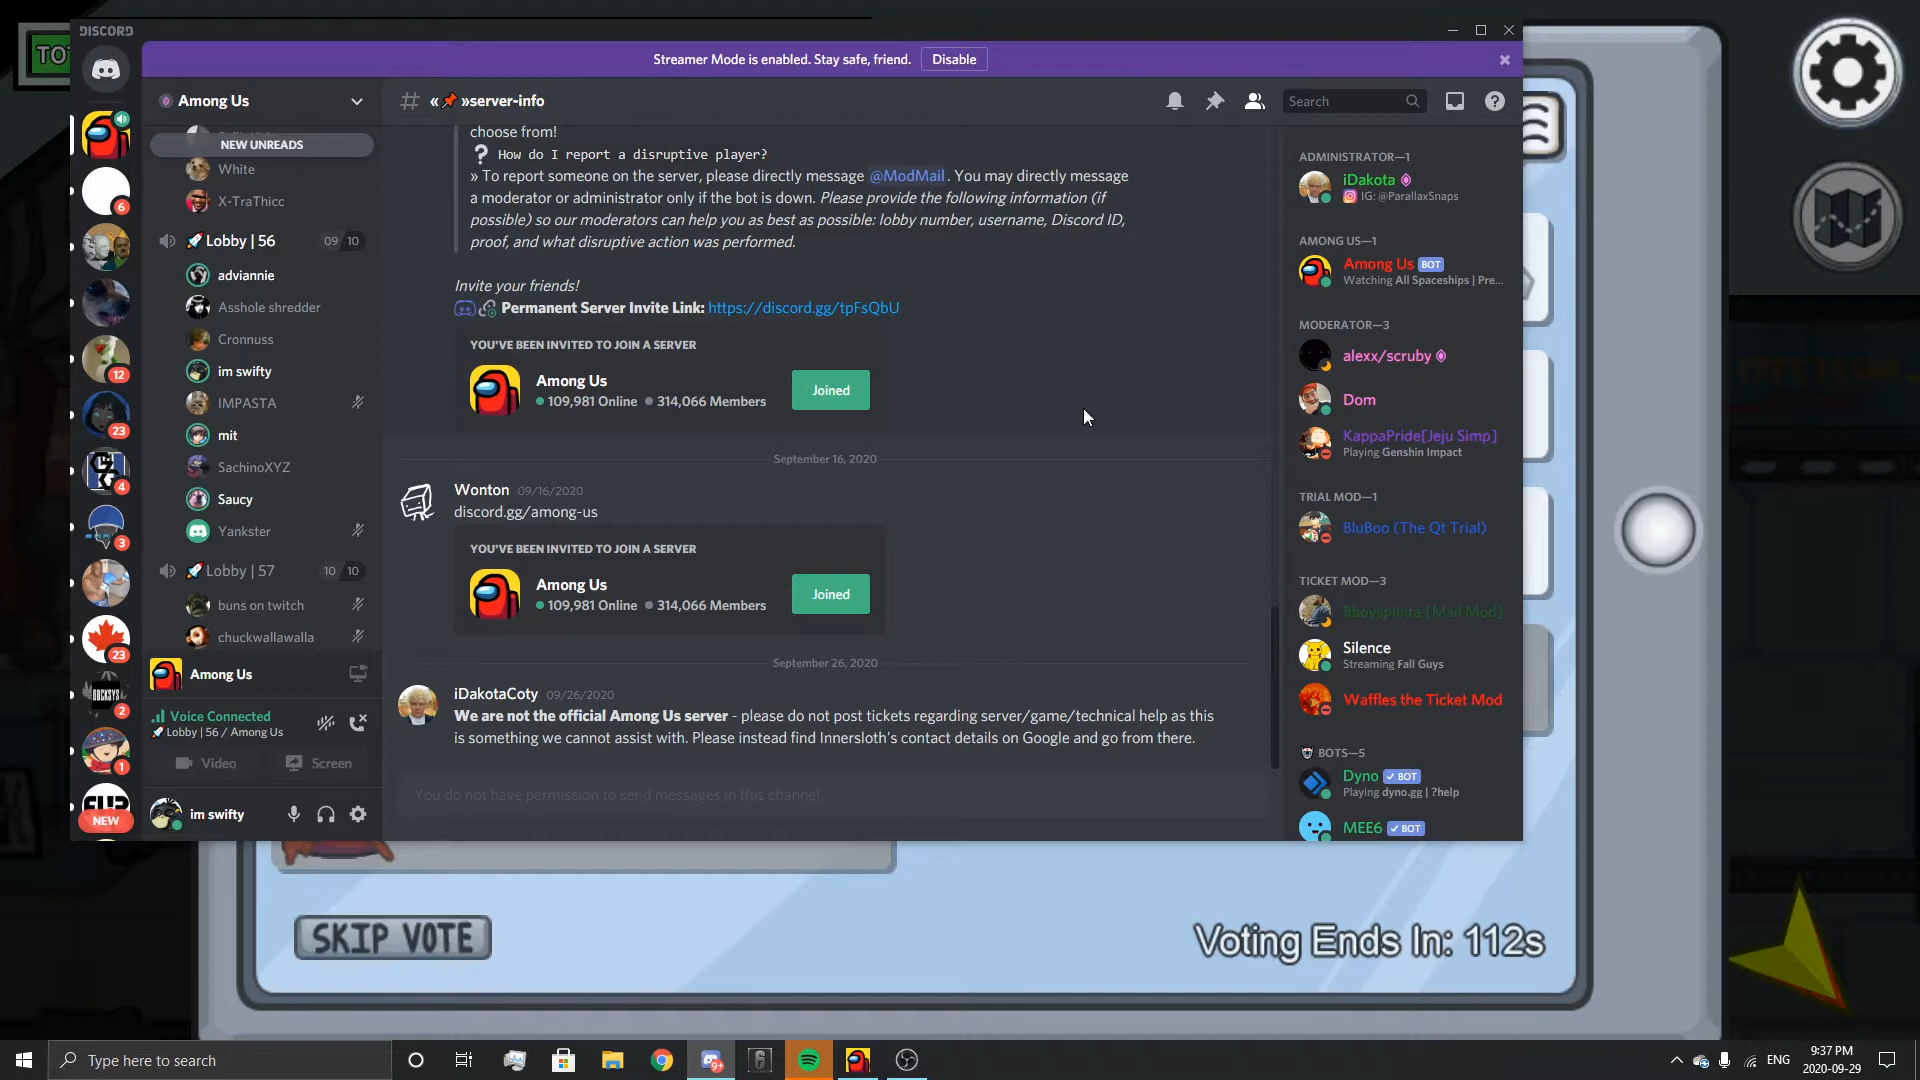 TOT
DISCORD
Streamer Mode is enabled. Stay safe, friend.
Disable
Among Us
NEW UNREADS
White
X-TraThicc
Lobby | 56
09 10
adviannie
Asshole shredder
Cronnuss
im swifty
IMPASTA
mit
SachinoXYZ
Saucy
Yankster
Lobby | 57
10 10
buns on twitch
chuckwallawalla
Among Us
Voice Connected
Lobby | 56 / Among Us
Video
Screen
im swifty
6
12
23
4
3
23
DUCKSYS
2
1
NEW
«📌»server-info
Search
choose from!
? How do I report a disruptive player?
» To report someone on the server, please directly message @ModMail. You may directly message
a moderator or administrator only if the bot is down. Please provide the following information (if
possible) so our moderators can help you as best as possible: lobby number, username, Discord ID,
proof, and what disruptive action was performed.
Invite your friends!
Permanent Server Invite Link: https://discord.gg/tpFsQbU
YOU'VE BEEN INVITED TO JOIN A SERVER
Among Us
109,981 Online 314,066 Members
Joined
September 16, 2020
Wonton 09/16/2020
discord.gg/among-us
YOU'VE BEEN INVITED TO JOIN A SERVER
Among Us
109,981 Online 314,066 Members
Joined
September 26, 2020
iDakotaCoty 09/26/2020
We are not the official Among Us server - please do not post tickets regarding server/game/technical help as this
is something we cannot assist with. Please instead find Innersloth's contact details on Google and go from there.
You do not have permission to send messages in this channel.
ADMINISTRATOR—1
iDakota
IG: @ParallaxSnaps
AMONG US—1
Among Us BOT
Watching All Spaceships | Pre...
MODERATOR—3
alexx/scruby
Dom
KappaPride[Jeju Simp]
Playing Genshin Impact
TRIAL MOD—1
BluBoo (The Qt Trial)
TICKET MOD—3
Bboysplinta [Mail Mod]
Silence
Streaming Fall Guys
Waffles the Ticket Mod
BOTS—5
Dyno BOT
Playing dyno.gg | ?help
MEE6 BOT
SKIP VOTE
Voting Ends In: 112s
Type here to search
9+
ENG
9:37 PM
2020-09-29